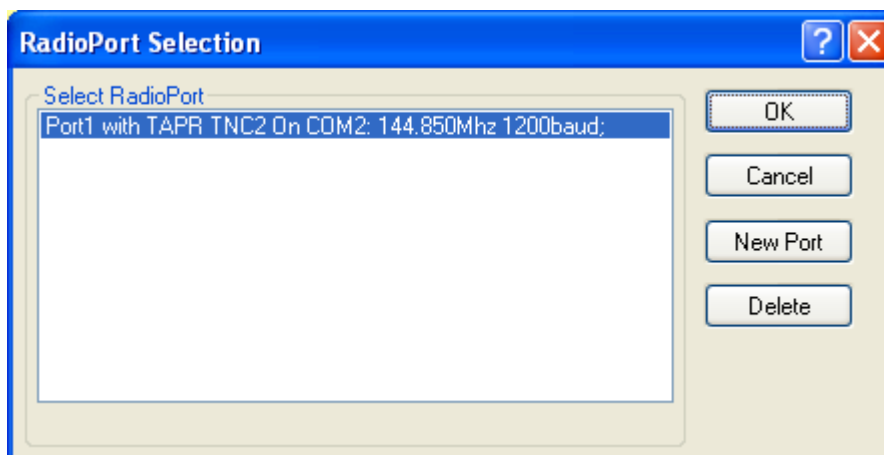 RadioPort Selection
Select RadioPort
Port1 with TAPR TNC2 On COM2: 144.850Mhz 1200baud;
OK
Cancel
New Port
Delete